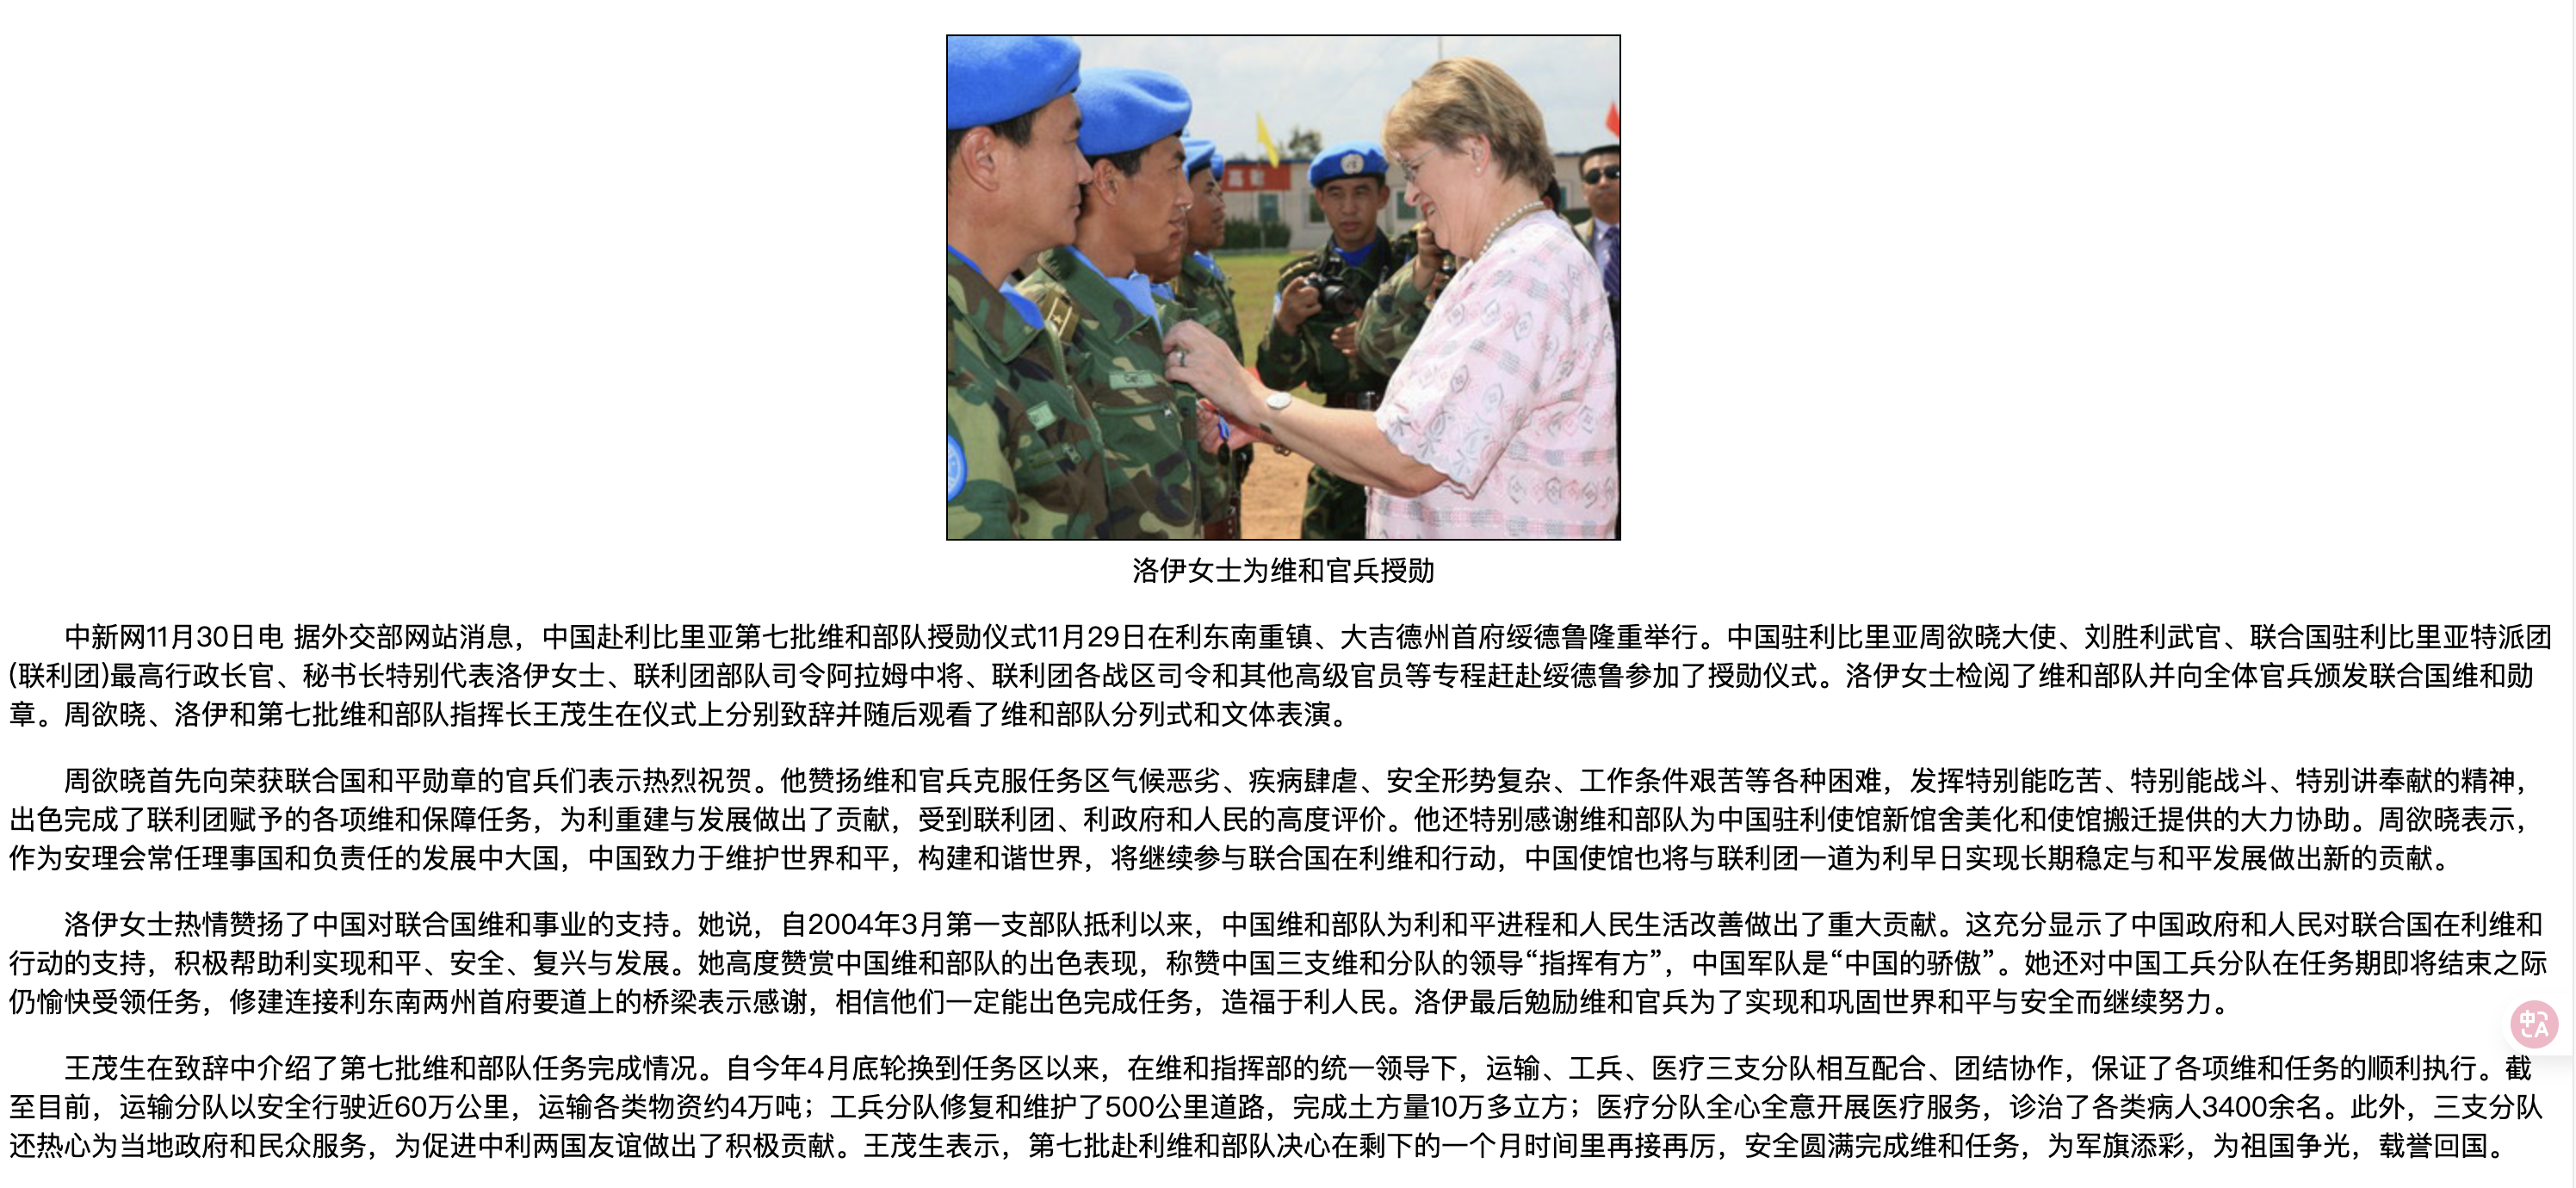 洛伊女士为维和官兵授勋
中新网11月30日电 据外交部网站消息，中国赴利比里亚第七批维和部队授勋仪式11月29日在利东南重镇、大吉德州首府绥德鲁隆重举行。中国驻利比里亚周欲晓大使、刘胜利武官、联合国驻利比里亚特派团
(联利团)最高行政长官、秘书长特别代表洛伊女士、联利团部队司令阿拉姆中将、联利团各战区司令和其他高级官员等专程赶赴绥德鲁参加了授勋仪式。洛伊女士检阅了维和部队并向全体官兵颁发联合国维和勋
章。周欲晓、洛伊和第七批维和部队指挥长王茂生在仪式上分别致辞并随后观看了维和部队分列式和文体表演。
周欲晓首先向荣获联合国和平勋章的官兵们表示热烈祝贺。他赞扬维和官兵克服任务区气候恶劣、疾病肆虐、安全形势复杂、工作条件艰苦等各种困难，发挥特别能吃苦、特别能战斗、特别讲奉献的精神，
出色完成了联利团赋予的各项维和保障任务，为利重建与发展做出了贡献，受到联利团、利政府和人民的高度评价。他还特别感谢维和部队为中国驻利使馆新馆舍美化和使馆搬迁提供的大力协助。周欲晓表示，
作为安理会常任理事国和负责任的发展中大国，中国致力于维护世界和平，构建和谐世界，将继续参与联合国在利维和行动，中国使馆也将与联利团一道为利早日实现长期稳定与和平发展做出新的贡献。
洛伊女士热情赞扬了中国对联合国维和事业的支持。她说，自2004年3月第一支部队抵利以来，中国维和部队为利和平进程和人民生活改善做出了重大贡献。这充分显示了中国政府和人民对联合国在利维和
行动的支持，积极帮助利实现和平、安全、复兴与发展。她高度赞赏中国维和部队的出色表现，称赞中国三支维和分队的领导“指挥有方”，中国军队是“中国的骄傲”。她还对中国工兵分队在任务期即将结束之际
仍愉快受领任务，修建连接利东南两州首府要道上的桥梁表示感谢，相信他们一定能出色完成任务，造福于利人民。洛伊最后勉励维和官兵为了实现和巩固世界和平与安全而继续努力。
王茂生在致辞中介绍了第七批维和部队任务完成情况。自今年4月底轮换到任务区以来，在维和指挥部的统一领导下，运输、工兵、医疗三支分队相互配合、团结协作，保证了各项维和任务的顺利执行。截
至目前，运输分队以安全行驶近60万公里，运输各类物资约4万吨；工兵分队修复和维护了500公里道路，完成土方量10万多立方；医疗分队全心全意开展医疗服务，诊治了各类病人3400余名。此外，三支分队
还热心为当地政府和民众服务，为促进中利两国友谊做出了积极贡献。王茂生表示，第七批赴利维和部队决心在剩下的一个月时间里再接再厉，安全圆满完成维和任务，为军旗添彩，为祖国争光，载誉回国。
中A